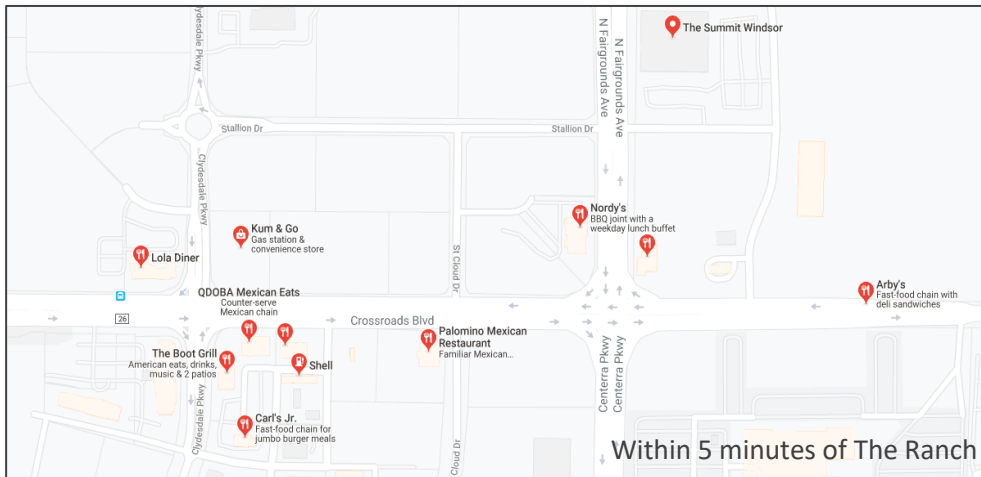 Clydesdale Pkwy
N Fairgrounds Ave
N Fairgrounds Ave
The Summit Windsor
Stallion Dr
Stallion Dr
Clydesdale Pkwy
Nordy's
BBQ joint with a
weekday lunch buffet
Kum & Go
Gas station &
convenience store
Lola Diner
St Cloud Dr
QDOBA Mexican Eats
Counter-serve
Mexican chain
Arby's
Fast-food chain with
deli sandwiches
26
Crossroads Blvd
Palomino Mexican
Restaurant
Familiar Mexican...
The Boot Grill
American eats, drinks,
music & 2 patios
Shell
Centerra Pkwy
Centerra Pkwy
Clydesdale Pkwy
Carl's Jr.
Fast-food chain for
jumbo burger meals
Cloud Dr
Within 5 minutes of The Ranch